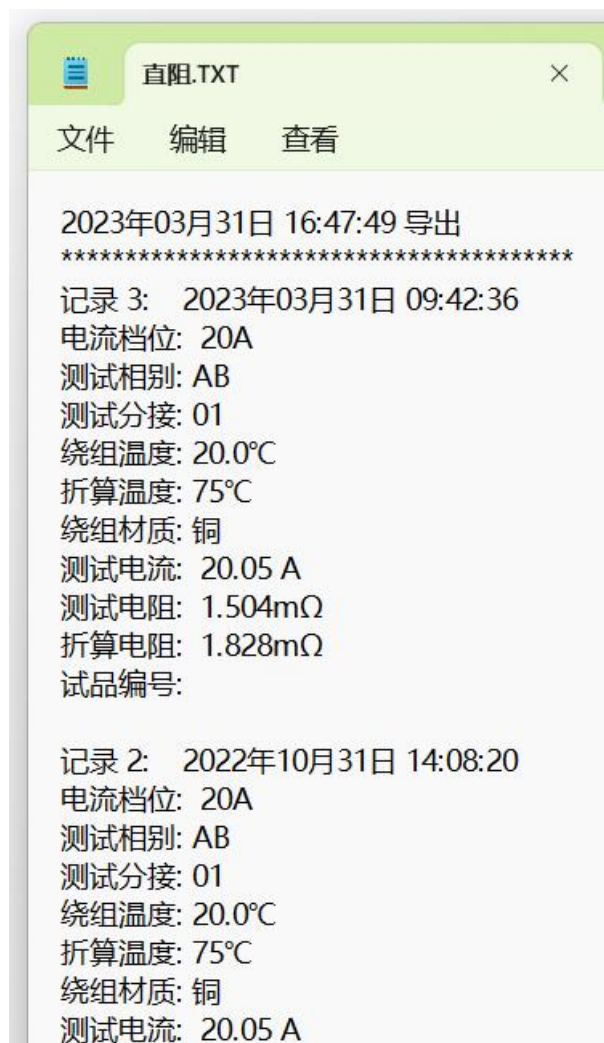 直阻.TXT
文件 编辑 查看
2023年03月31日 16:47:49 导出
****************************************
记录 3: 2023年03月31日 09:42:36
电流档位: 20A
测试相别: AB
测试分接: 01
绕组温度: 20.0℃
折算温度: 75℃
绕组材质: 铜
测试电流: 20.05 A
测试电阻: 1.504mΩ
折算电阻: 1.828mΩ
试品编号:
记录 2: 2022年10月31日 14:08:20
电流档位: 20A
测试相别: AB
测试分接: 01
绕组温度: 20.0℃
折算温度: 75℃
绕组材质: 铜
测试电流: 20.05 A